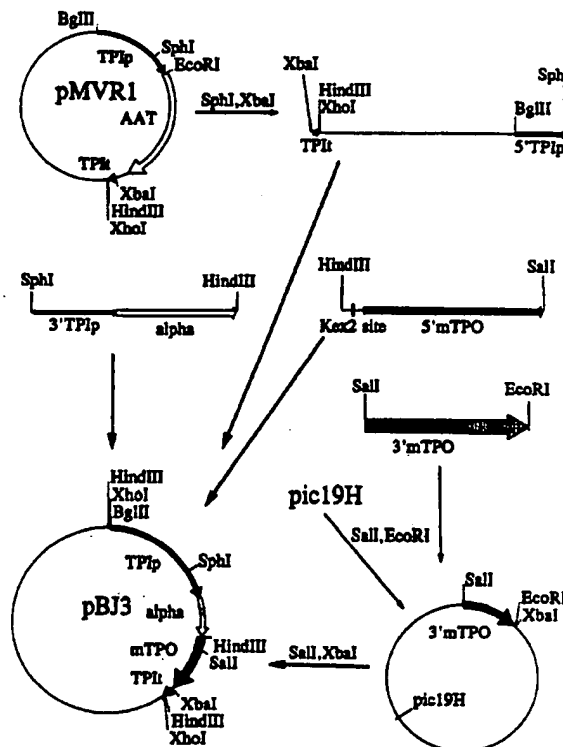 BglII
TPIp
SphI
EcoRI
pMVR1
AAT
TPIt
XbaI
HindIII
XhoI
SphI,XbaI
XbaI
HindIII
XhoI
TPIt
BglII
Sph
5'TPIp
SphI
HindIII
3'TPIp
alpha
HindIII
SalI
Kex2 site
5'mTPO
SalI
EcoRI
3'mTPO
pic19H
SalI,EcoRI
HindIII
XhoI
BglII
TPIp
SphI
pBJ3
alpha
mTPO
HindIII
SalI
TPIt
XbaI
HindIII
XhoI
SalI,XbaI
SalI
EcoRI
XbaI
3'mTPO
pic19H